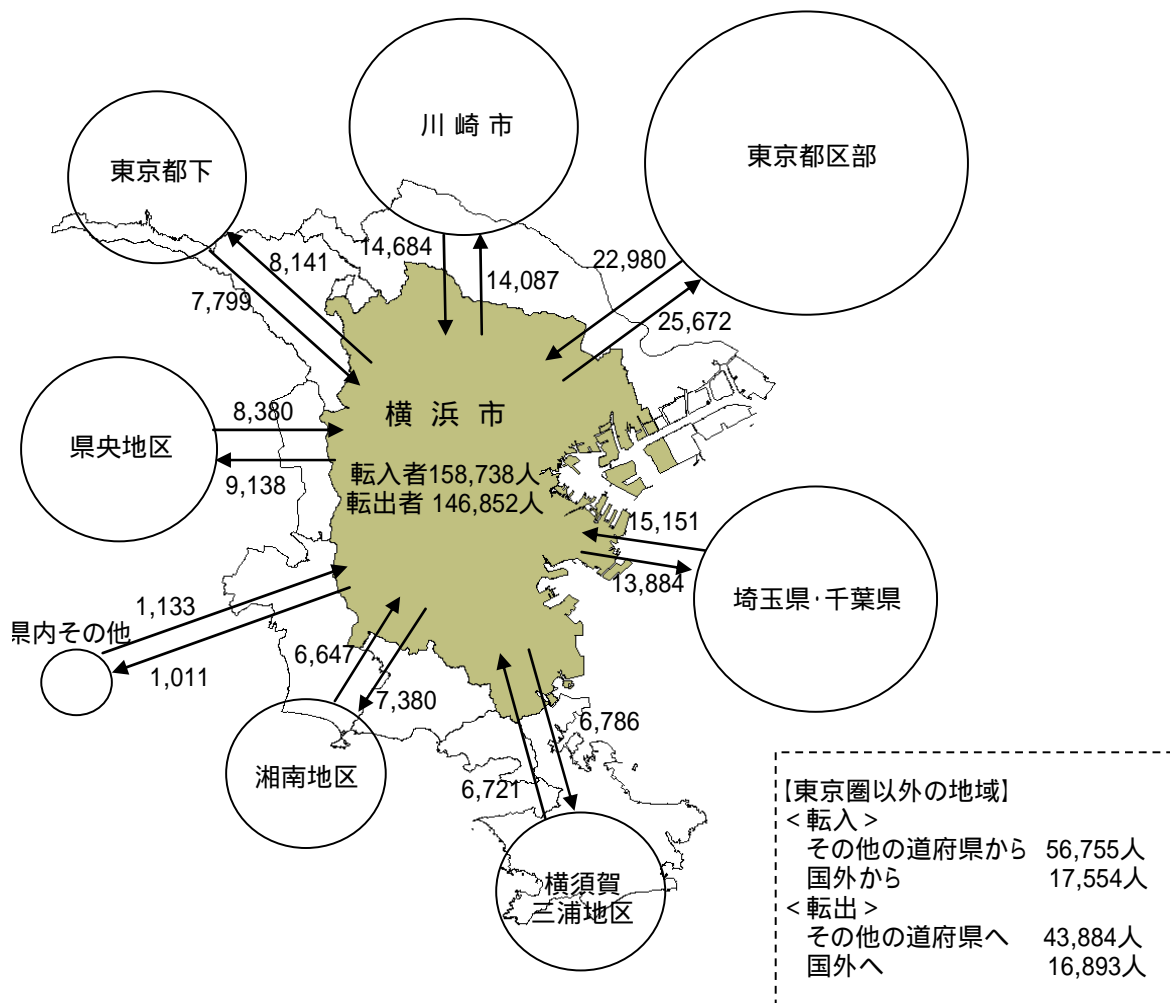 川 崎 市
東京都区部
東京都下
14,684
8,141
22,980
14,087
7,799
25,672
横 浜 市
8,380
県央地区
転入者158,738人
9,138
転出者 146,852人
15,151
13,884
埼玉県・千葉県
1,133
県内その他
6,647
1,011
7,380
6,786
湘南地区
6,721
横須賀
三浦地区
【東京圏以外の地域】
<転入>
その他の道府県から 56,755人
国外から 17,554人
<転出>
その他の道府県へ 43,884人
国外へ 16,893人